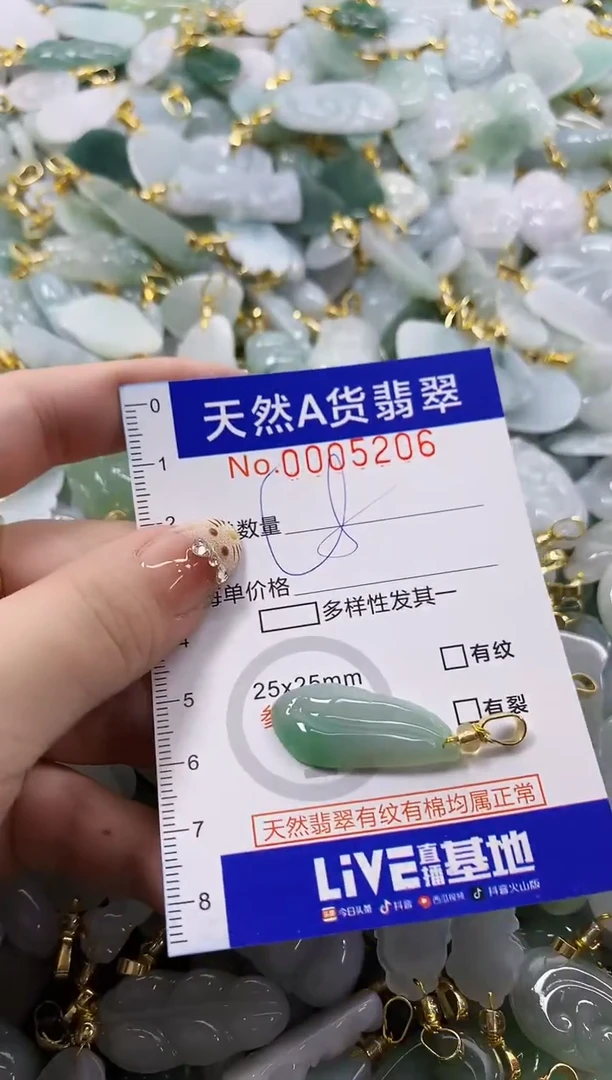 0
天然A货翡翠
1
No.0005206
2
数量
每单价格
多样性发其一
4
有纹
25x25mm
5
有裂
6
天然翡翠有纹有棉均属正常
7
LiVE直播基地
8
今日头条 抖音 西瓜视频 抖音火山版